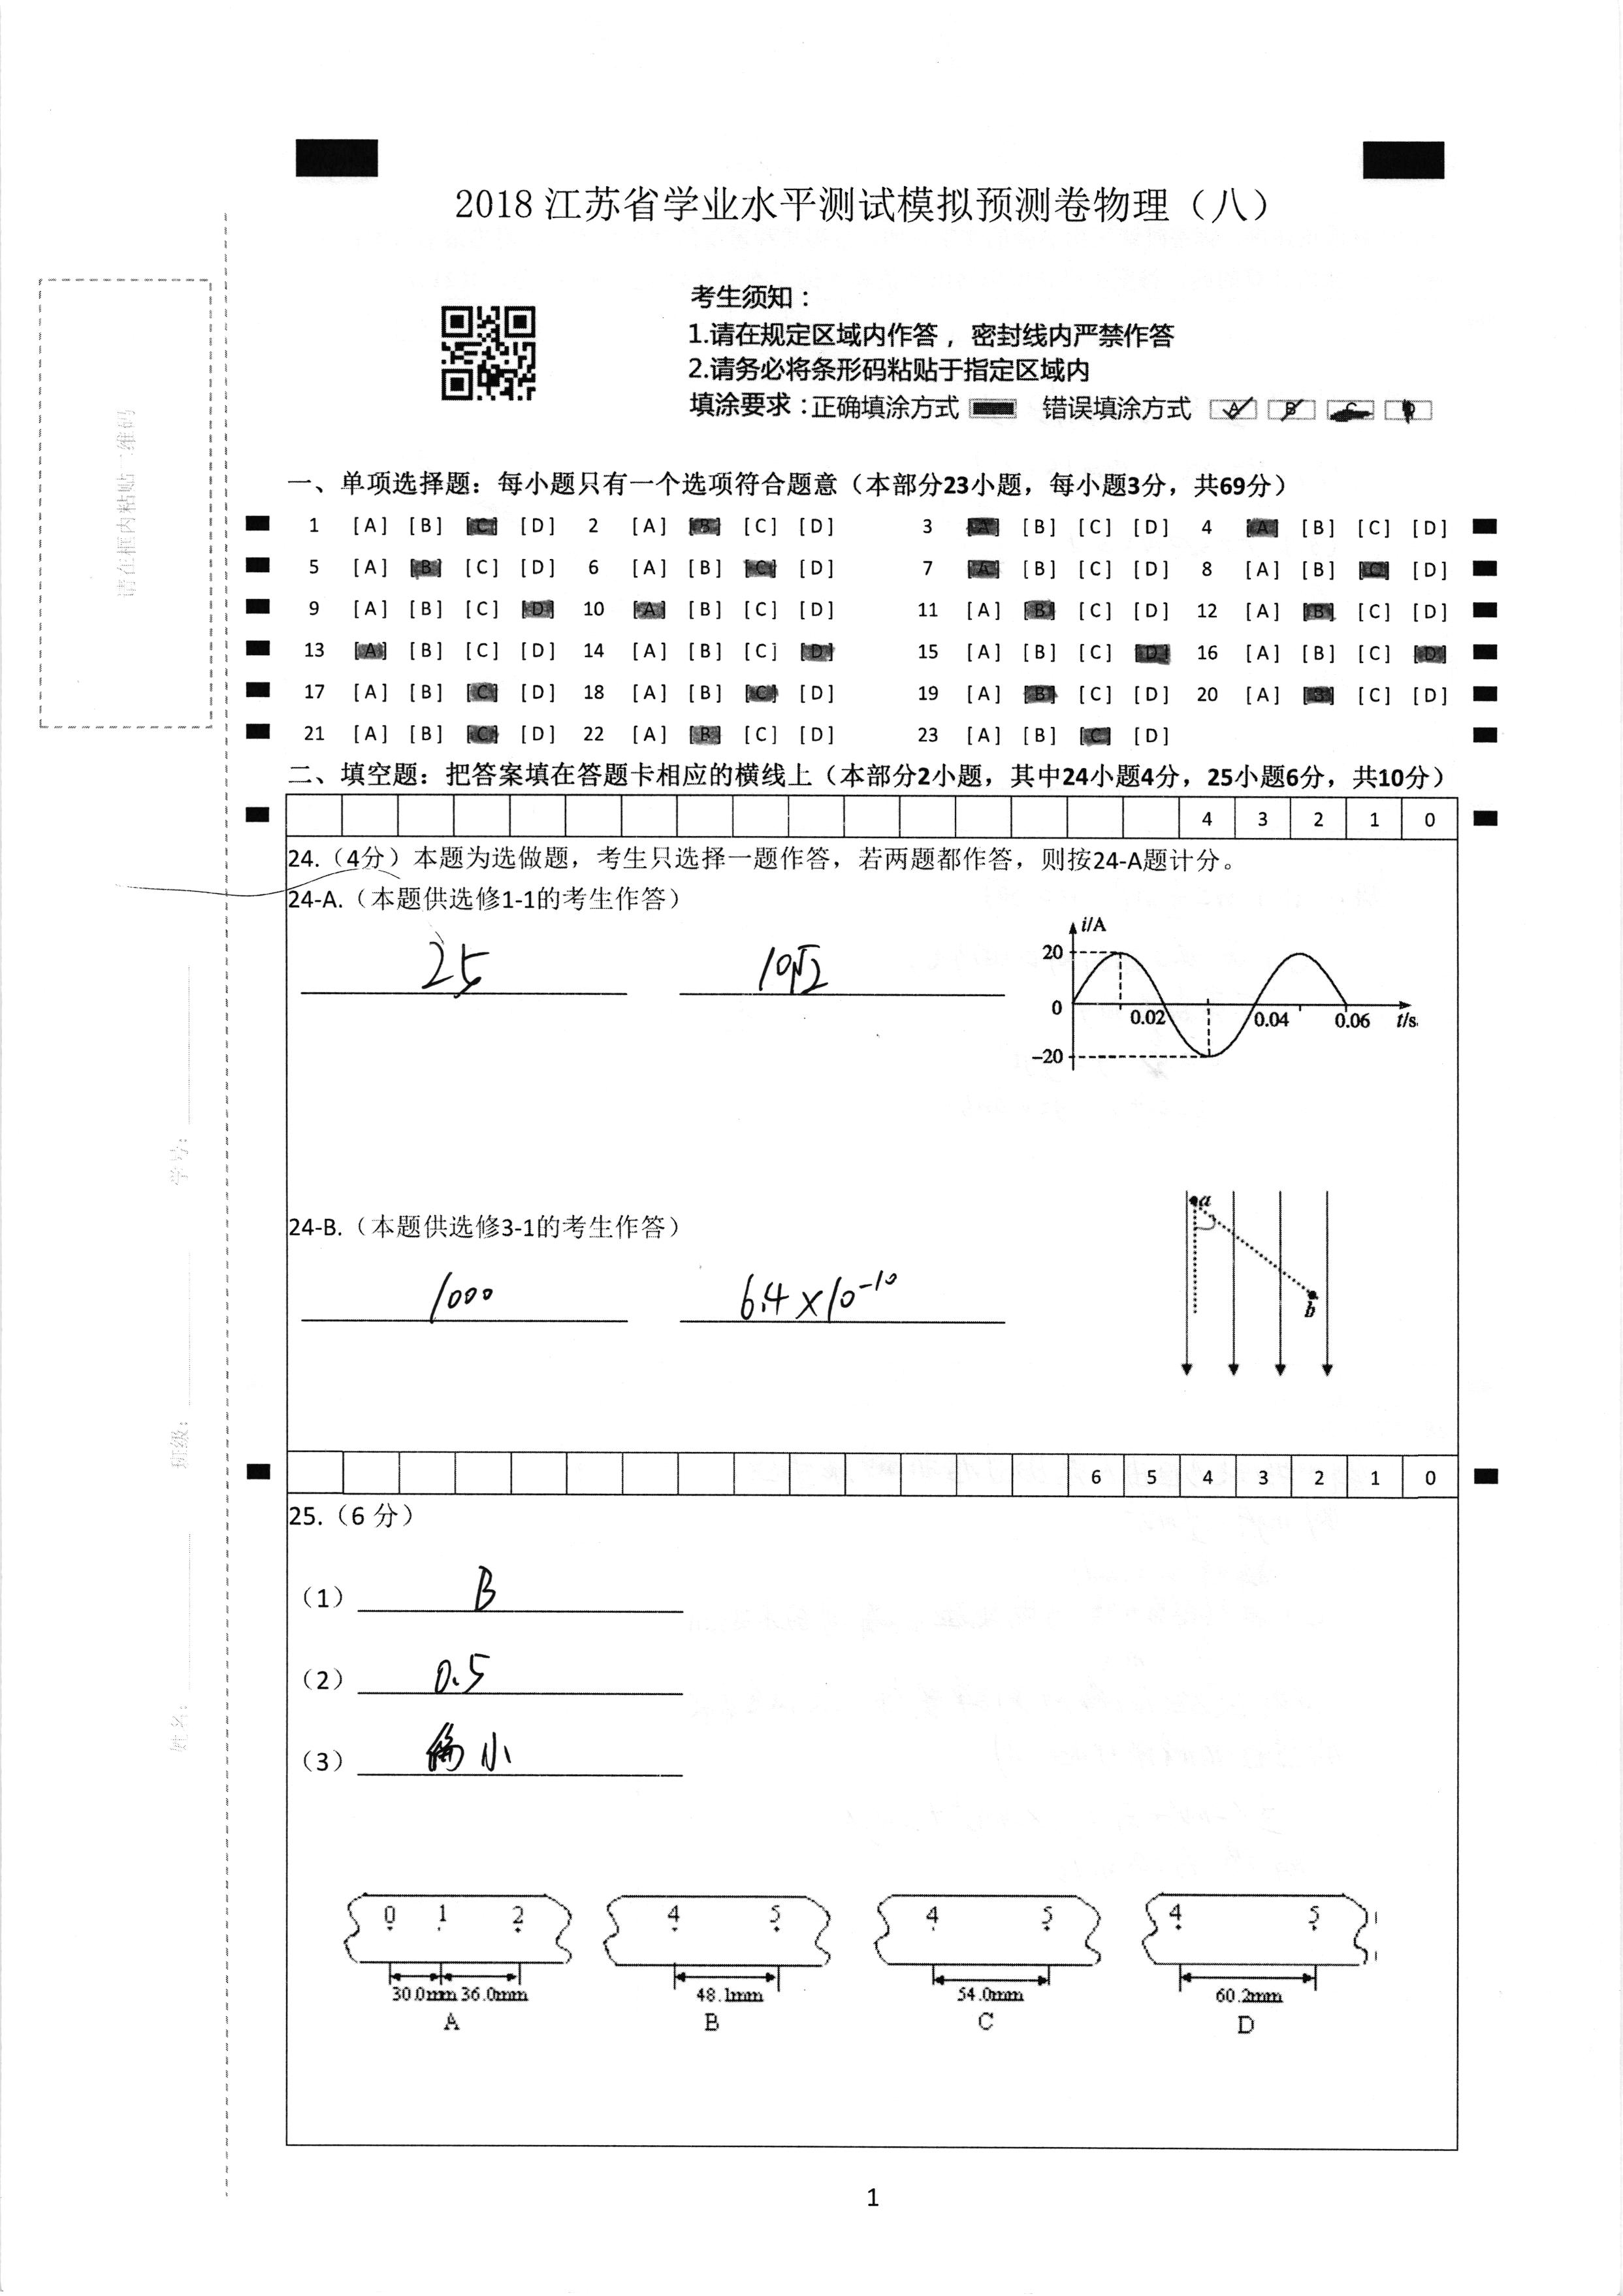 2018 江苏省学业水平测试模拟预测卷物理（八）
考生须知：
1.请在规定区域内作答，密封线内严禁作答
2.请务必将条形码粘贴于指定区域内
填涂要求：正确填涂方式 错误填涂方式 A B C D
请在框内粘贴二维码
学号：
班级：
姓名：
一、单项选择题：每小题只有一个选项符合题意（本部分23小题，每小题3分，共69分）
1 [A] [B] [C] [D] 2 [A] [B] [C] [D] 3 [A] [B] [C] [D] 4 [A] [B] [C] [D]
5 [A] [B] [C] [D] 6 [A] [B] [C] [D] 7 [A] [B] [C] [D] 8 [A] [B] [C] [D]
9 [A] [B] [C] [D] 10 [A] [B] [C] [D] 11 [A] [B] [C] [D] 12 [A] [B] [C] [D]
13 [A] [B] [C] [D] 14 [A] [B] [C] [D] 15 [A] [B] [C] [D] 16 [A] [B] [C] [D]
17 [A] [B] [C] [D] 18 [A] [B] [C] [D] 19 [A] [B] [C] [D] 20 [A] [B] [C] [D]
21 [A] [B] [C] [D] 22 [A] [B] [C] [D] 23 [A] [B] [C] [D]
二、填空题：把答案填在答题卡相应的横线上（本部分2小题，其中24小题4分，25小题6分，共10分）
4 3 2 1 0
24.（4分）本题为选做题，考生只选择一题作答，若两题都作答，则按24-A题计分。
24-A.（本题供选修1-1的考生作答）
25 10√2
i/A
20
0 0.02 0.04 0.06 t/s
-20
24-B.（本题供选修3-1的考生作答）
1000 6.4×10⁻¹⁰
a
b
6 5 4 3 2 1 0
25.（6 分）
（1） B
（2） 0.5
（3） 偏小
0 1 2 4 5 4 5 4 5
30.0mm 36.0mm 48.1mm 54.0mm 60.2mm
A B C D
1